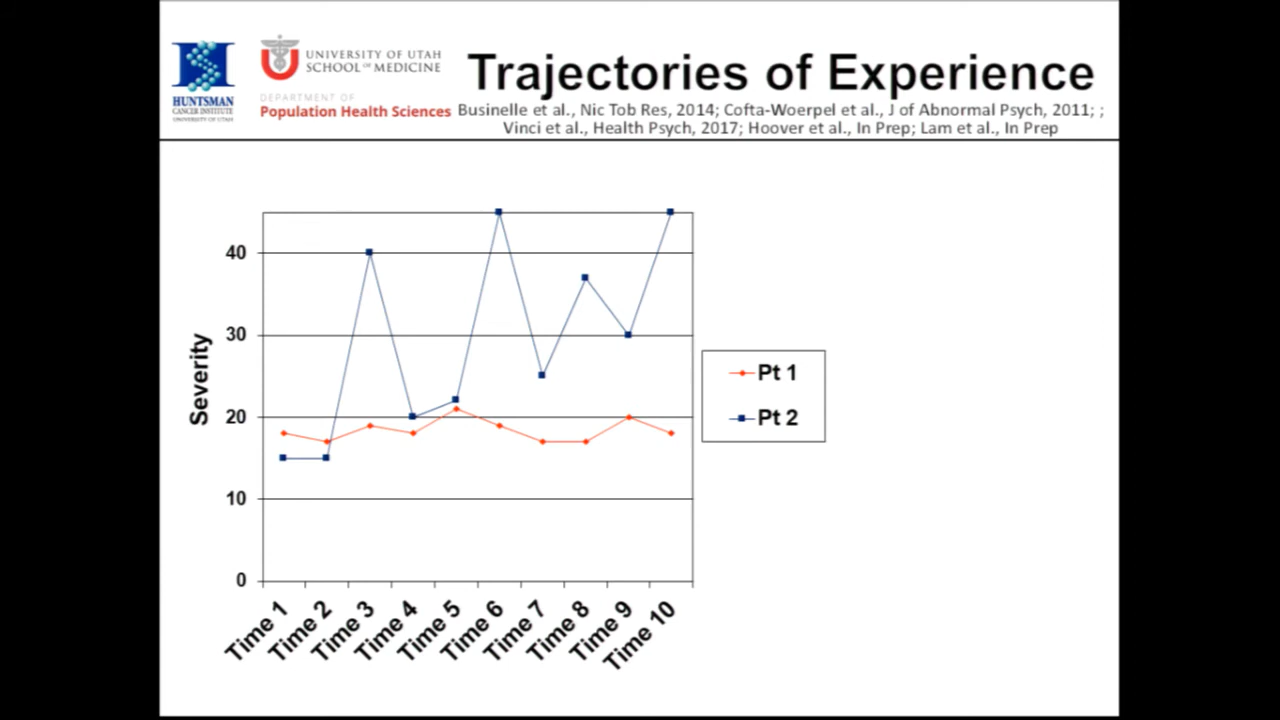 HUNTSMAN
CANCER INSTITUTE
UNIVERSITY OF UTAH
U
UNIVERSITY OF UTAH
SCHOOL OF MEDICINE
DEPARTMENT OF
Population Health Sciences
Trajectories of Experience
Businelle et al., Nic Tob Res, 2014; Cofta-Woerpel et al., J of Abnormal Psych, 2011; ;
Vinci et al., Health Psych, 2017; Hoover et al., In Prep; Lam et al., In Prep
Severity
40
30
20
10
0
Time 1
Time 2
Time 3
Time 4
Time 5
Time 6
Time 7
Time 8
Time 9
Time 10
Pt 1
Pt 2